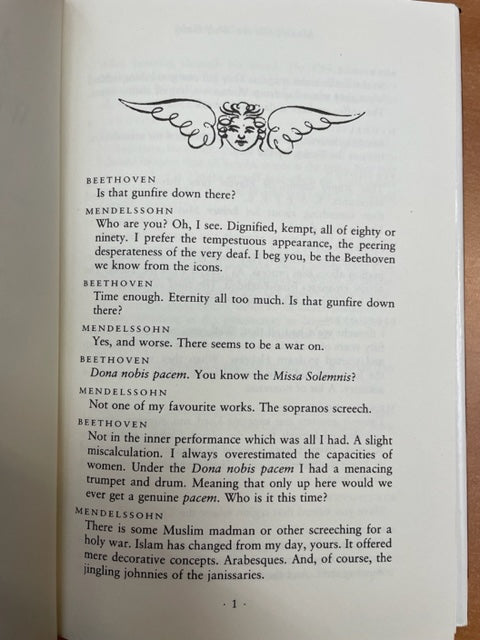 BEETHOVEN
Is that gunfire down there?
MENDELSSOHN
Who are you? Oh, I see. Dignified, kempt, all of eighty or
ninety. I prefer the tempestuous appearance, the peering
desperateness of the very deaf. I beg you, be the Beethoven
we know from the icons.
BEETHOVEN
Time enough. Eternity all too much. Is that gunfire down
there?
MENDELSSOHN
Yes, and worse. There seems to be a war on.
BEETHOVEN
Dona nobis pacem. You know the Missa Solemnis?
MENDELSSOHN
Not one of my favourite works. The sopranos screech.
BEETHOVEN
Not in the inner performance which was all I had. A slight
miscalculation. I always overestimated the capacities of
women. Under the Dona nobis pacem I had a menacing
trumpet and drum. Meaning that only up here would we
ever get a genuine pacem. Who is it this time?
MENDELSSOHN
There is some Muslim madman or other screeching for a
holy war. Islam has changed from my day, yours. It offered
mere decorative concepts. Arabesques. And, of course, the
jingling johnnies of the janissaries.
· 1 ·